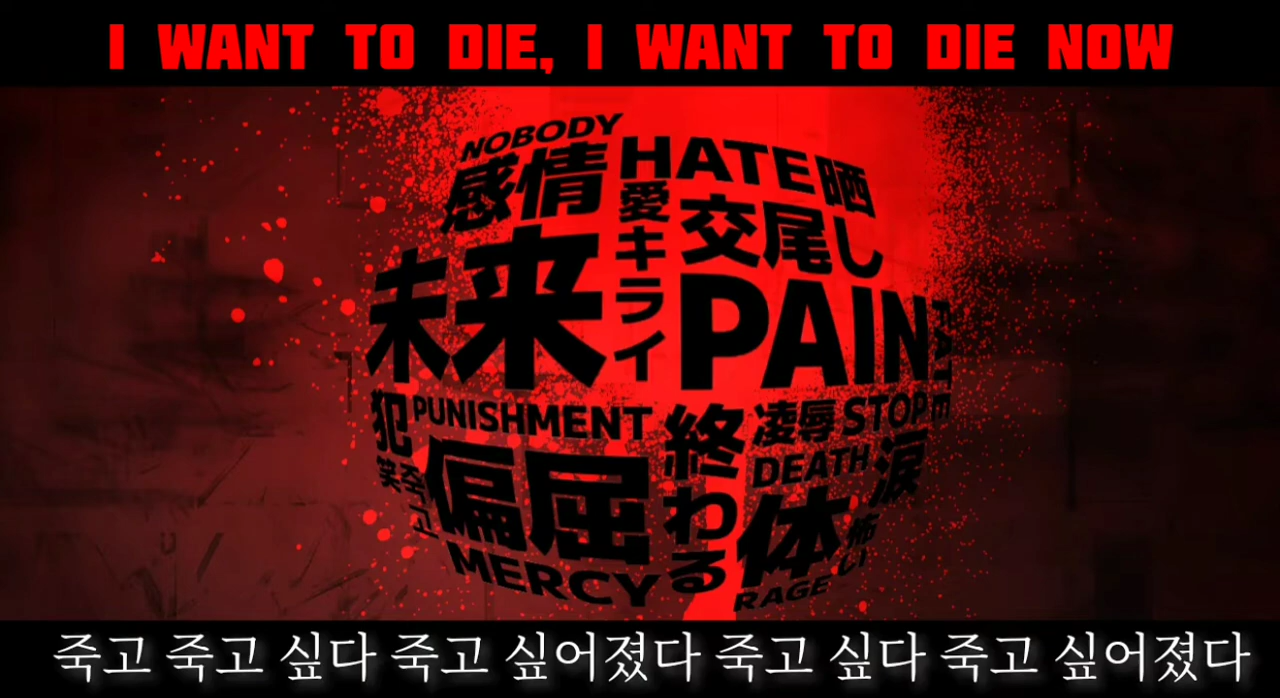 I WANT TO DIE, I WANT TO DIE NOW
NOBODY
感情
HATE
晒
愛キライ
交尾し
未来
PAIN
FATE
犯
PUNISHMENT
終わる
凌辱
STOP
DEATH
涙
笑
죽고
偏屈
体
怖
MERCY
RAGE
죽고 죽고 싶다 죽고 싶어졌다 죽고 싶다 죽고 싶어졌다